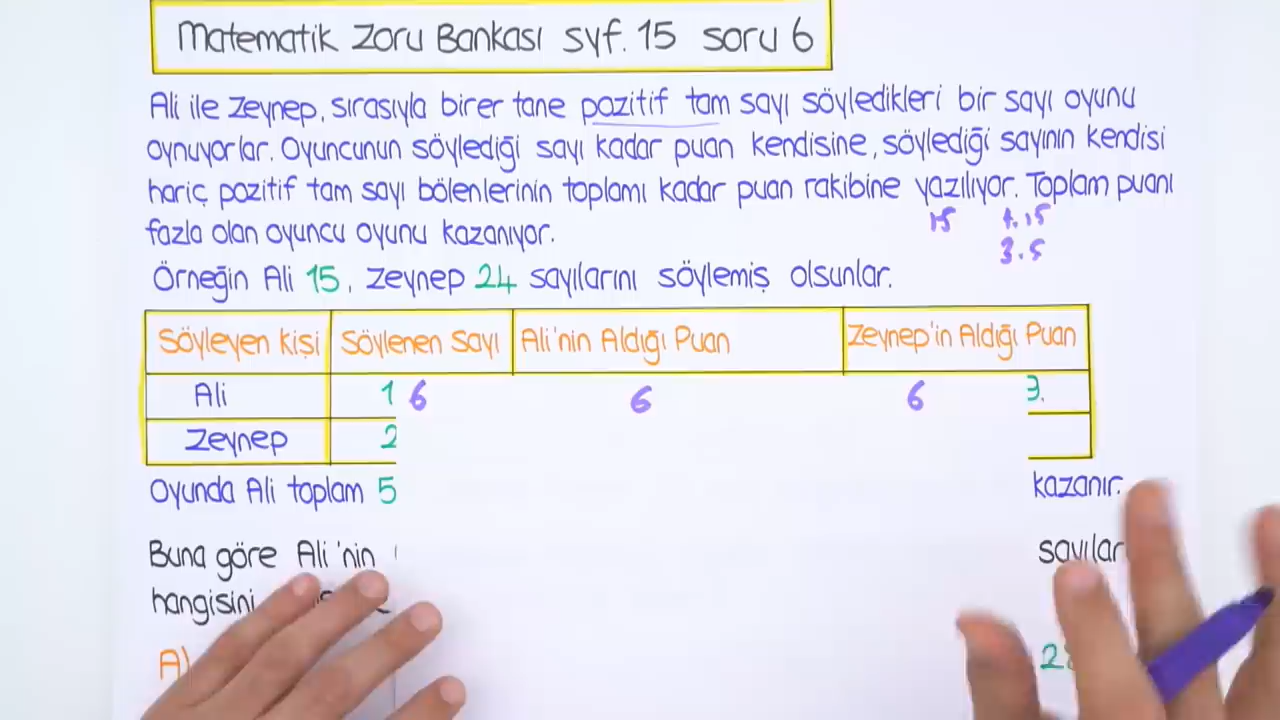 Matematik Zoru Bankası syf. 15 soru 6
Ali ile Zeynep, sırasıyla birer tane pozitif tam sayı söyledikleri bir sayı oyunu
oynuyorlar. Oyuncunun söylediği sayı kadar puan kendisine, söylediği sayının kendisi
hariç pozitif tam sayı bölenlerinin toplamı kadar puan rakibine yazılıyor. Toplam puanı
15 1.15
fazla olan oyuncu oyunu kazanıyor.
3.5
Örneğin Ali 15, Zeynep 24 sayılarını söylemiş olsunlar.
Söyleyen Kişi Söylenen Sayı Ali'nin Aldığı Puan Zeynep'in Aldığı Puan
Ali 1 6 6 6 3.
Zeynep 2
Oyunda Ali toplam 5 kazanır.
Buna göre Ali'nin sayılar
hangisini
A) 2